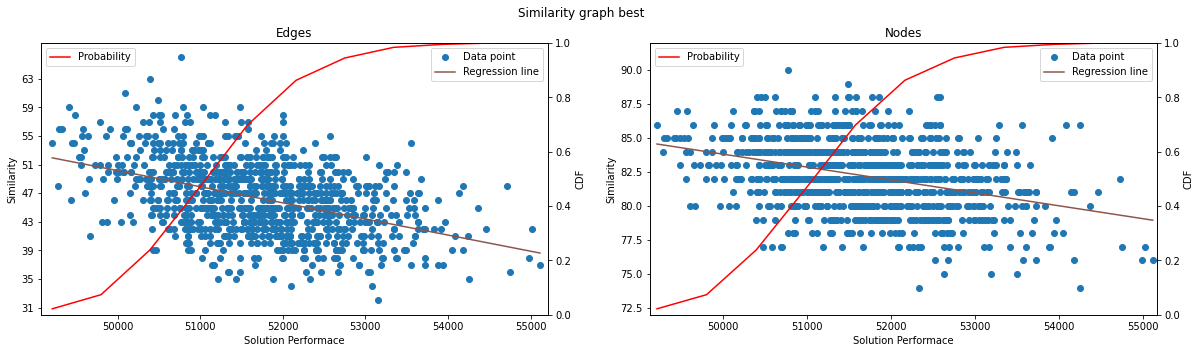 Similarity graph best
Edges
Probability
Data point
Regression line
Similarity
63
59
55
51
47
43
39
35
31
1.0
0.8
0.6
0.4
0.2
0.0
CDF
50000 51000 52000 53000 54000 55000
Solution Performace
Nodes
Probability
Data point
Regression line
Similarity
90.0
87.5
85.0
82.5
80.0
77.5
75.0
72.5
1.0
0.8
0.6
0.4
0.2
0.0
CDF
50000 51000 52000 53000 54000 55000
Solution Performace